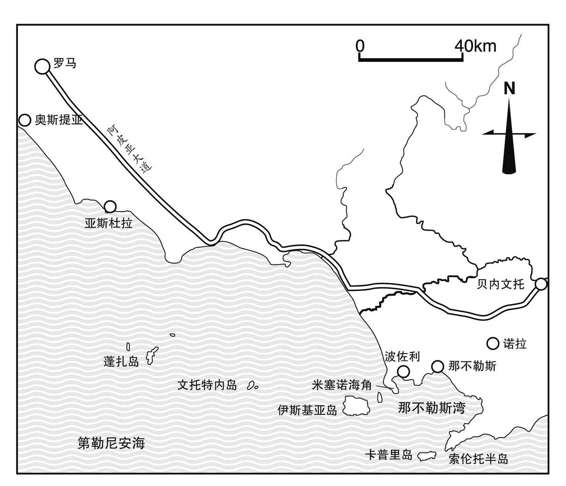 0 40km
罗马
N
奥斯提亚
阿皮亚大道
亚斯杜拉
贝内文托
诺拉
波佐利
那不勒斯
蓬扎岛
文托特内岛
米塞诺海角
伊斯基亚岛
那不勒斯湾
第勒尼安海
卡普里岛
索伦托半岛